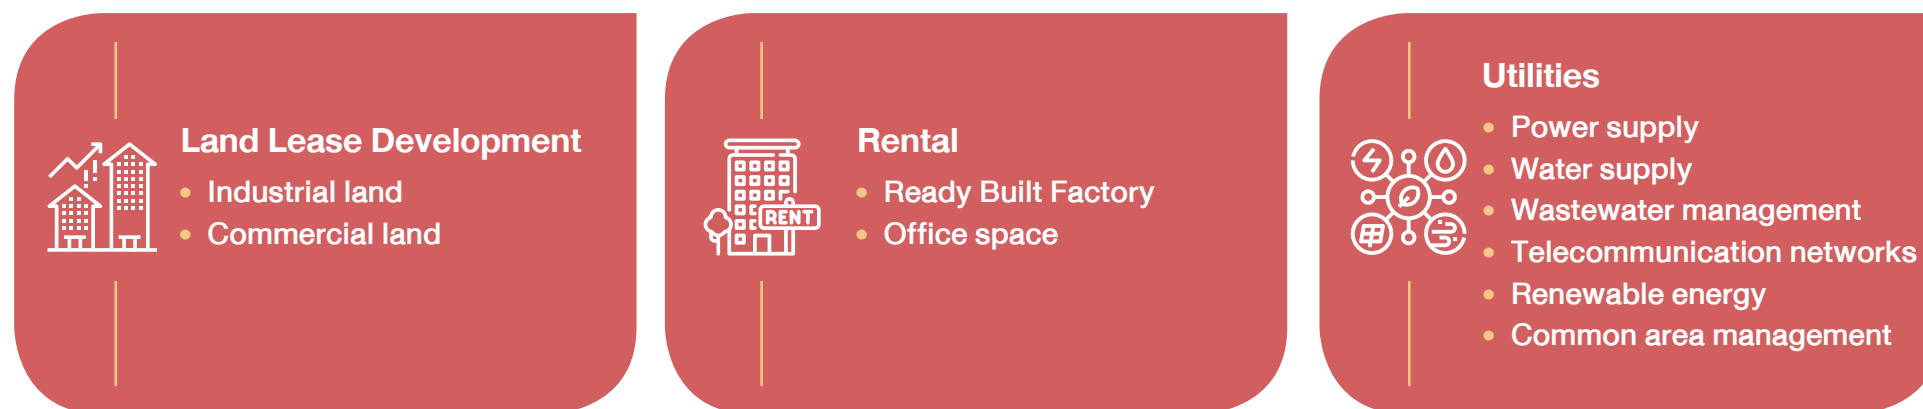 Land Lease Development
• Industrial land
• Commercial land
RENT
Rental
• Ready Built Factory
• Office space
Utilities
• Power supply
• Water supply
• Wastewater management
• Telecommunication networks
• Renewable energy
• Common area management